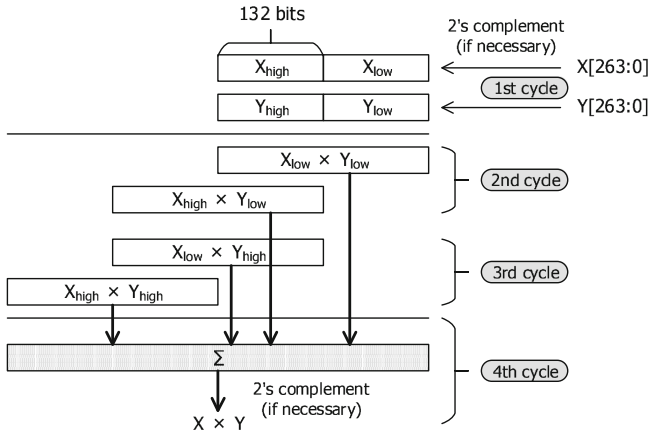 132 bits
2's complement
(if necessary)
X_high X_low X[263:0]
1st cycle
Y_high Y_low Y[263:0]
X_low × Y_low
2nd cycle
X_high × Y_low
X_low × Y_high
3rd cycle
X_high × Y_high
Σ
4th cycle
2's complement
(if necessary)
X × Y